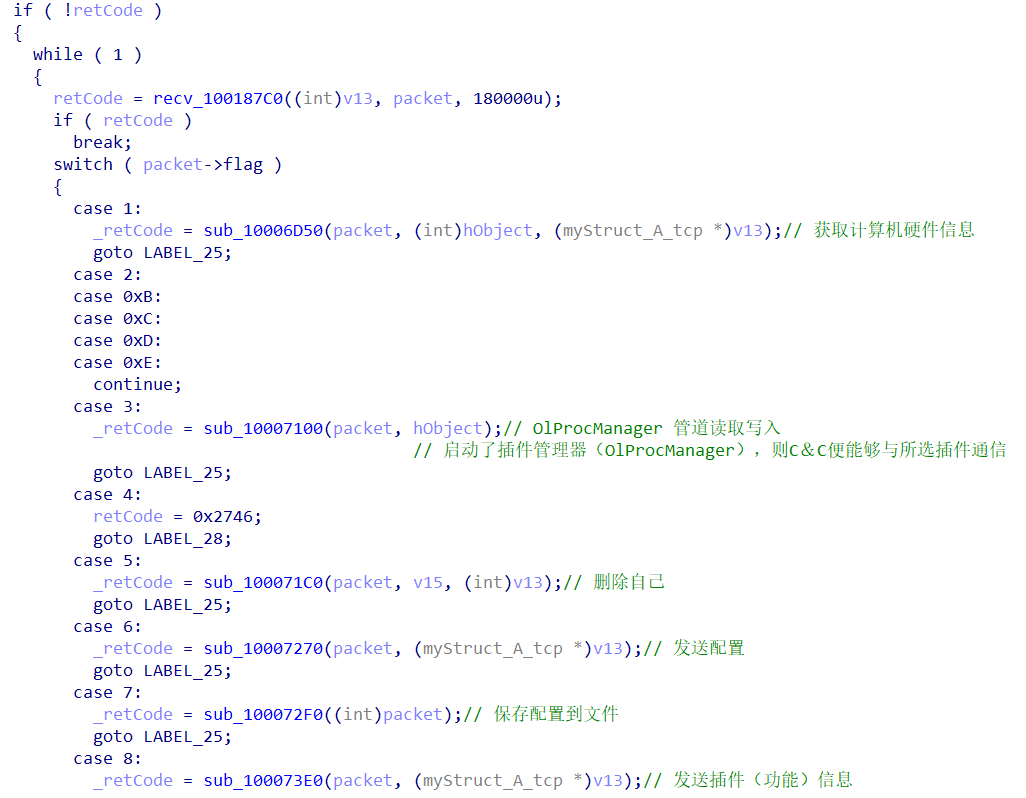 if ( !retCode )
{
while ( 1 )
{
retCode = recv_100187C0((int)v13, packet, 180000u);
if ( retCode )
break;
switch ( packet->flag )
{
case 1:
_retCode = sub_10006D50(packet, (int)hObject, (myStruct_A_tcp *)v13);// 获取计算机硬件信息
goto LABEL_25;
case 2:
case 0xB:
case 0xC:
case 0xD:
case 0xE:
continue;
case 3:
_retCode = sub_10007100(packet, hObject);// OlProcManager 管道读取写入
// 启动了插件管理器（OlProcManager），则C＆C便能够与所选插件通信
goto LABEL_25;
case 4:
retCode = 0x2746;
goto LABEL_28;
case 5:
_retCode = sub_100071C0(packet, v15, (int)v13);// 删除自己
goto LABEL_25;
case 6:
_retCode = sub_10007270(packet, (myStruct_A_tcp *)v13);// 发送配置
goto LABEL_25;
case 7:
_retCode = sub_100072F0((int)packet);// 保存配置到文件
goto LABEL_25;
case 8:
_retCode = sub_100073E0(packet, (myStruct_A_tcp *)v13);// 发送插件（功能）信息